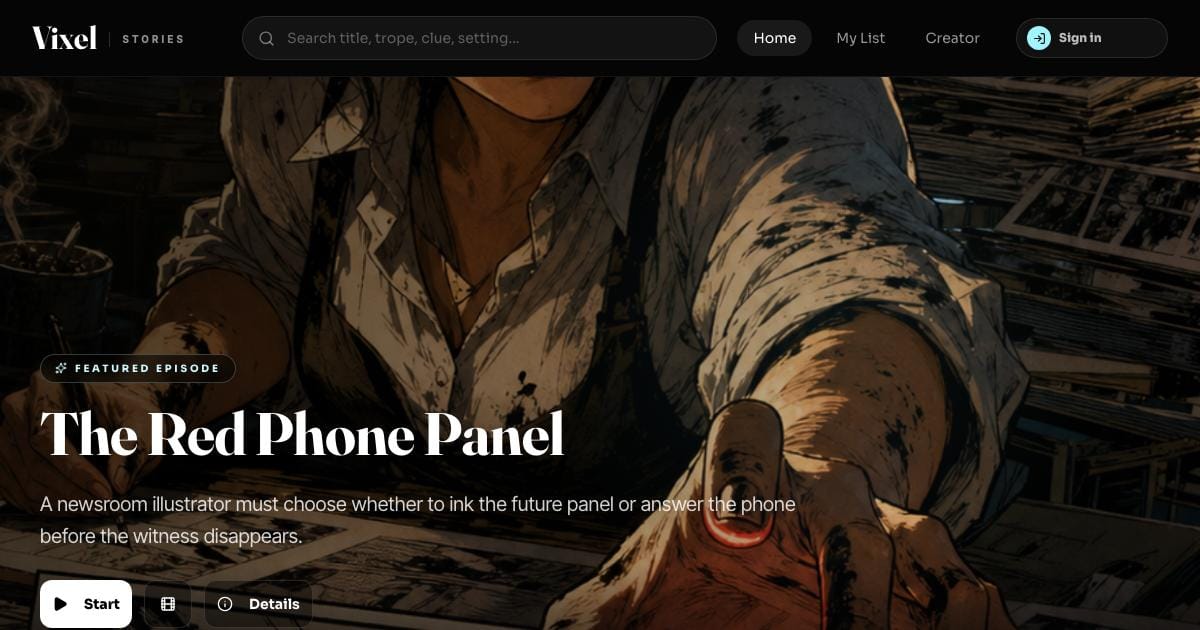 Vixel
STORIES
Search title, trope, clue, setting...
Home
My List
Creator
Sign in
FEATURED EPISODE
The Red Phone Panel
A newsroom illustrator must choose whether to ink the future panel or answer the phone
before the witness disappears.
Start
Details